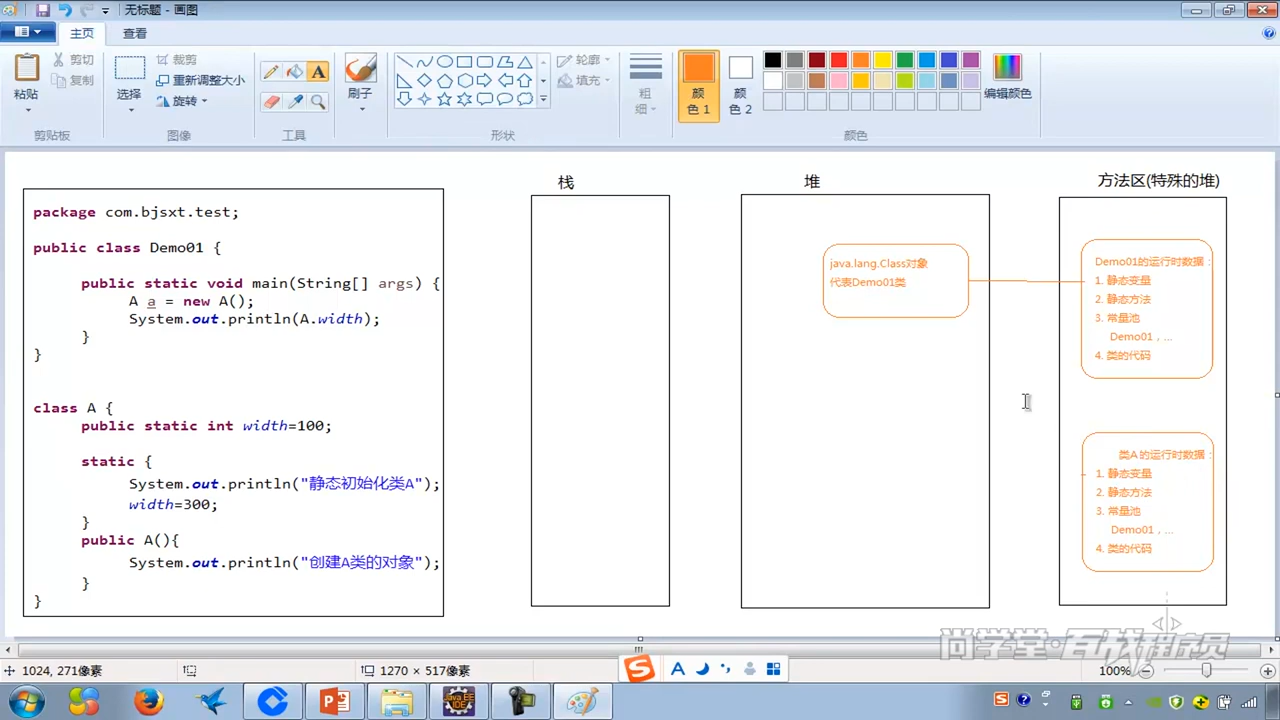 无标题 - 画图
主页
查看
粘贴
剪切
复制
剪贴板
选择
裁剪
重新调整大小
旋转
图像
A
工具
刷子
轮廓
填充
形状
粗
细
颜
色 1
颜
色 2
编辑颜色
颜色
package com.bjsxt.test;
public class Demo01 {
public static void main(String[] args) {
A a = new A();
System.out.println(A.width);
}
}
class A {
public static int width=100;
static {
System.out.println("静态初始化类A");
width=300;
}
public A(){
System.out.println("创建A类的对象");
}
}
栈
堆
java.lang.Class对象
代表Demo01类
方法区(特殊的堆)
Demo01的运行时数据：
1. 静态变量
2. 静态方法
3. 常量池
Demo01，...
4. 类的代码
类A的运行时数据：
1. 静态变量
2. 静态方法
3. 常量池
Demo01，...
4. 类的代码
尚学堂·百战程序员
1024, 271像素
1270 × 517像素
100%
S A
Java EE
IDE